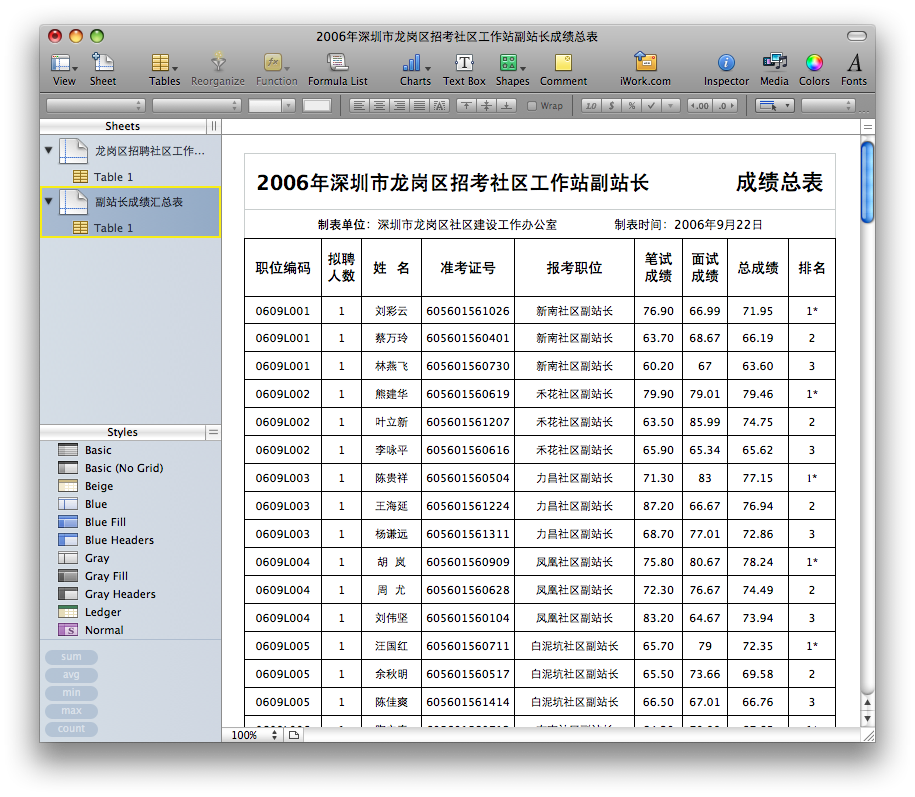 2006年深圳市龙岗区招考社区工作站副站长成绩总表
View Sheet Tables Reorganize Function Formula List Charts Text Box Shapes Comment iWork.com Inspector Media Colors Fonts
Wrap 1.0 $ % .00 .0
Sheets
龙岗区招聘社区工作...
Table 1
副站长成绩汇总表
Table 1
Styles
Basic
Basic (No Grid)
Beige
Blue
Blue Fill
Blue Headers
Gray
Gray Fill
Gray Headers
Ledger
Normal
sum
avg
min
max
count
2006年深圳市龙岗区招考社区工作站副站长 成绩总表
制表单位: 深圳市龙岗区社区建设工作办公室 制表时间: 2006年9月22日
职位编码 拟聘人数 姓 名 准考证号 报考职位 笔试成绩 面试成绩 总成绩 排名
0609L001 1 刘彩云 605601561026 新南社区副站长 76.90 66.99 71.95 1*
0609L001 1 蔡万玲 605601560401 新南社区副站长 63.70 68.67 66.19 2
0609L001 1 林燕飞 605601560730 新南社区副站长 60.20 67 63.60 3
0609L002 1 熊建华 605601560619 禾花社区副站长 79.90 79.01 79.46 1*
0609L002 1 叶立新 605601561207 禾花社区副站长 63.50 85.99 74.75 2
0609L002 1 李咏平 605601560616 禾花社区副站长 65.90 65.34 65.62 3
0609L003 1 陈贵祥 605601560504 力昌社区副站长 71.30 83 77.15 1*
0609L003 1 王海延 605601561224 力昌社区副站长 87.20 66.67 76.94 2
0609L003 1 杨谦远 605601561311 力昌社区副站长 68.70 77.01 72.86 3
0609L004 1 胡 岚 605601560909 凤凰社区副站长 75.80 80.67 78.24 1*
0609L004 1 周 尤 605601560628 凤凰社区副站长 72.30 76.67 74.49 2
0609L004 1 刘伟坚 605601560104 凤凰社区副站长 83.20 64.67 73.94 3
0609L005 1 汪国红 605601560711 白泥坑社区副站长 65.70 79 72.35 1*
0609L005 1 余秋明 605601560517 白泥坑社区副站长 65.50 73.66 69.58 2
0609L005 1 陈佳爽 605601561414 白泥坑社区副站长 66.50 67.01 66.76 3
100%